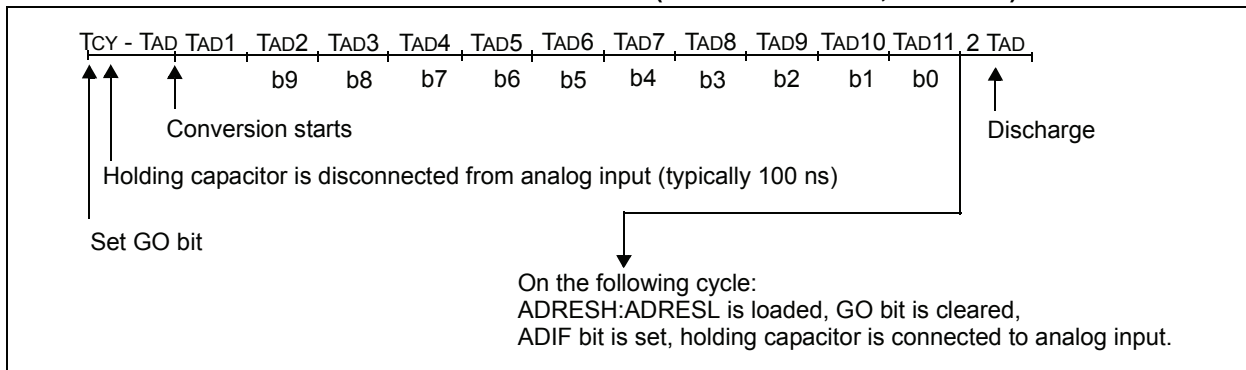 TCY - TAD TAD1 TAD2 TAD3 TAD4 TAD5 TAD6 TAD7 TAD8 TAD9 TAD10 TAD11 2 TAD
b9 b8 b7 b6 b5 b4 b3 b2 b1 b0
Conversion starts
Discharge
Holding capacitor is disconnected from analog input (typically 100 ns)
Set GO bit
On the following cycle:
ADRESH:ADRESL is loaded, GO bit is cleared,
ADIF bit is set, holding capacitor is connected to analog input.